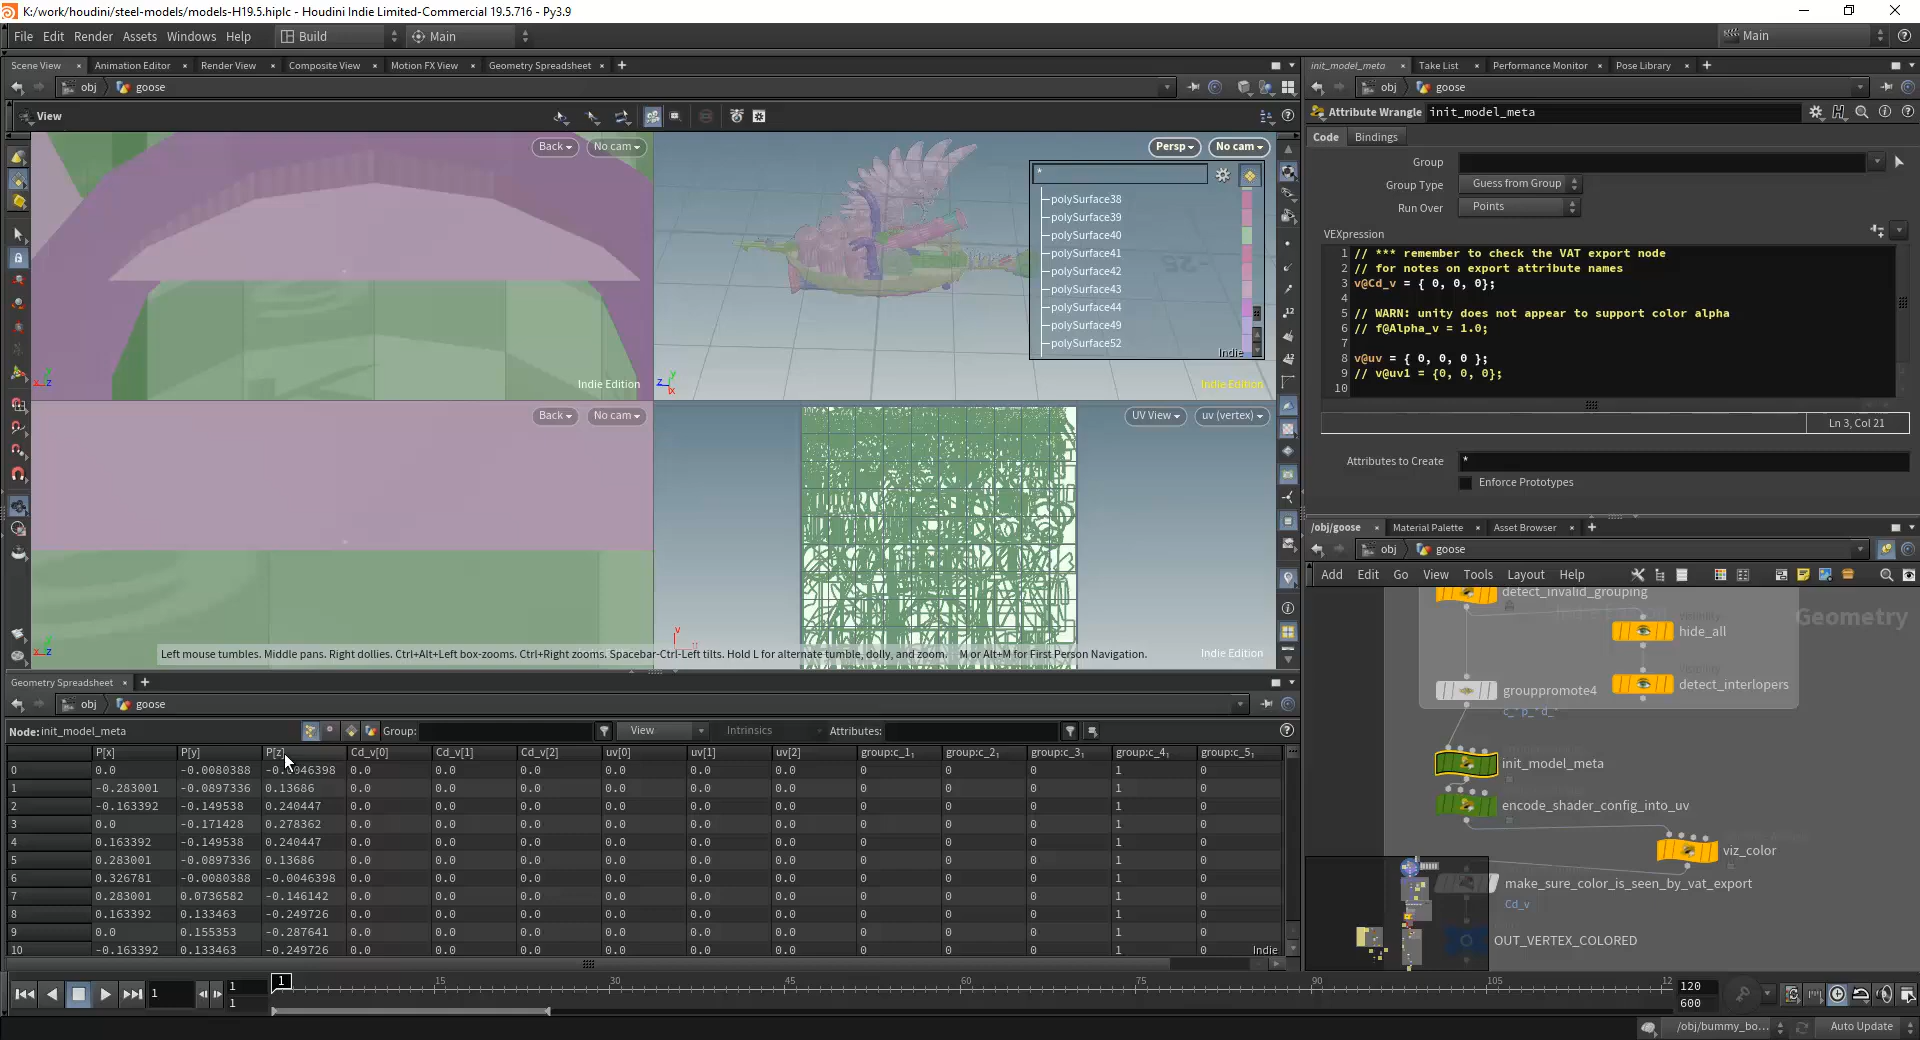 K:/work/houdini/steel-models/models-H19.5.hiplc - Houdini Indie Limited-Commercial 19.5.716 - Py3.9
File Edit Render Assets Windows Help Build Main Main
Scene View Animation Editor Render View Composite View Motion FX View Geometry Spreadsheet
obj goose
View
Back No cam
Indie Edition
Persp No cam
*
polySurface38
polySurface39
polySurface40
polySurface41
polySurface42
polySurface43
polySurface44
polySurface49
polySurface52
Indie
Indie Edition
Back No cam
UV View uv (vertex)
Left mouse tumbles. Middle pans. Right dollies. Ctrl+Alt+Left box-zooms. Ctrl+Right zooms. Spacebar-Ctrl-Left tilts. Hold L for alternate tumble, dolly, and zoom. M or Alt+M for First Person Navigation.
Indie Edition
Geometry Spreadsheet
obj goose
Node: init_model_meta Group: View Intrinsics Attributes:
P[x] P[y] P[z] Cd_v[0] Cd_v[1] Cd_v[2] uv[0] uv[1] uv[2] group:c_1₁ group:c_2₁ group:c_3₁ group:c_4₁ group:c_5₁
0 0.0 -0.0080388 -0.0046398 0.0 0.0 0.0 0.0 0.0 0.0 0 0 0 1 0
1 -0.283001 -0.0897336 0.13686 0.0 0.0 0.0 0.0 0.0 0.0 0 0 0 1 0
2 -0.163392 -0.149538 0.240447 0.0 0.0 0.0 0.0 0.0 0.0 0 0 0 1 0
3 0.0 -0.171428 0.278362 0.0 0.0 0.0 0.0 0.0 0.0 0 0 0 1 0
4 0.163392 -0.149538 0.240447 0.0 0.0 0.0 0.0 0.0 0.0 0 0 0 1 0
5 0.283001 -0.0897336 0.13686 0.0 0.0 0.0 0.0 0.0 0.0 0 0 0 1 0
6 0.326781 -0.0080388 -0.0046398 0.0 0.0 0.0 0.0 0.0 0.0 0 0 0 1 0
7 0.283001 0.0736582 -0.146142 0.0 0.0 0.0 0.0 0.0 0.0 0 0 0 1 0
8 0.163392 0.133463 -0.249726 0.0 0.0 0.0 0.0 0.0 0.0 0 0 0 1 0
9 0.0 0.155353 -0.287641 0.0 0.0 0.0 0.0 0.0 0.0 0 0 0 1 0
10 -0.163392 0.133463 -0.249726 0.0 0.0 0.0 0.0 0.0 0.0 0 0 0 1 0 Indie
init_model_meta Take List Performance Monitor Pose Library
obj goose
Attribute Wrangle init_model_meta
Code Bindings
Group
Group Type Guess from Group
Run Over Points
VEXpression
1 // *** remember to check the VAT export node
2 // for notes on export attribute names
3 v@Cd_v = { 0, 0, 0};
4
5 // WARN: unity does not appear to support color alpha
6 // f@Alpha_v = 1.0;
7
8 v@uv = { 0, 0, 0 };
9 // v@uv1 = {0, 0, 0};
10
Ln 3, Col 21
Attributes to Create *
Enforce Prototypes
/obj/goose Material Palette Asset Browser
obj goose
Add Edit Go View Tools Layout Help
Geometry
detect_invalid_grouping
hide_all
detect_interlopers
grouppromote4
c_* p_* d_*
init_model_meta
encode_shader_config_into_uv
viz_color
make_sure_color_is_seen_by_vat_export
Cd_v
OUT_VERTEX_COLORED
1 1 1 1 15 30 45 60 75 90 105 12 120 600
/obj/bummy_bo... Auto Update